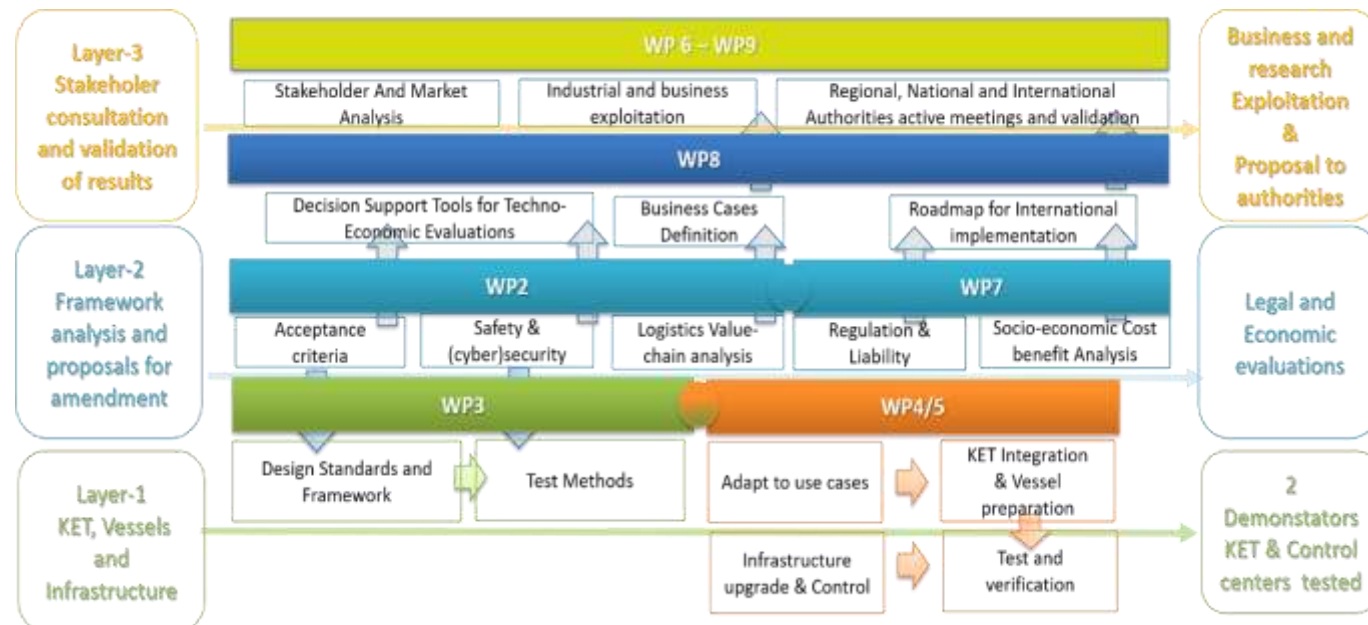 Layer-3
Stakeholer
consultation
and validation
of results
WP 6 – WP9
Stakeholder And Market
Analysis
Industrial and business
exploitation
Regional, National and International
Authorities active meetings and validation
Business and
research
Exploitation
&
Proposal to
authorities
WP8
Decision Support Tools for Techno-
Economic Evaluations
Business Cases
Definition
Roadmap for International
implementation
Layer-2
Framework
analysis and
proposals for
amendment
WP2
WP7
Acceptance
criteria
Safety &
(cyber)security
Logistics Value-
chain analysis
Regulation &
Liability
Socio-economic Cost
benefit Analysis
Legal and
Economic
evaluations
WP3
WP4/5
Layer-1
KET, Vessels
and
Infrastructure
Design Standards and
Framework
Test Methods
Adapt to use cases
KET Integration
& Vessel
preparation
Infrastructure
upgrade & Control
Test and
verification
2
Demonstators
KET & Control
centers tested